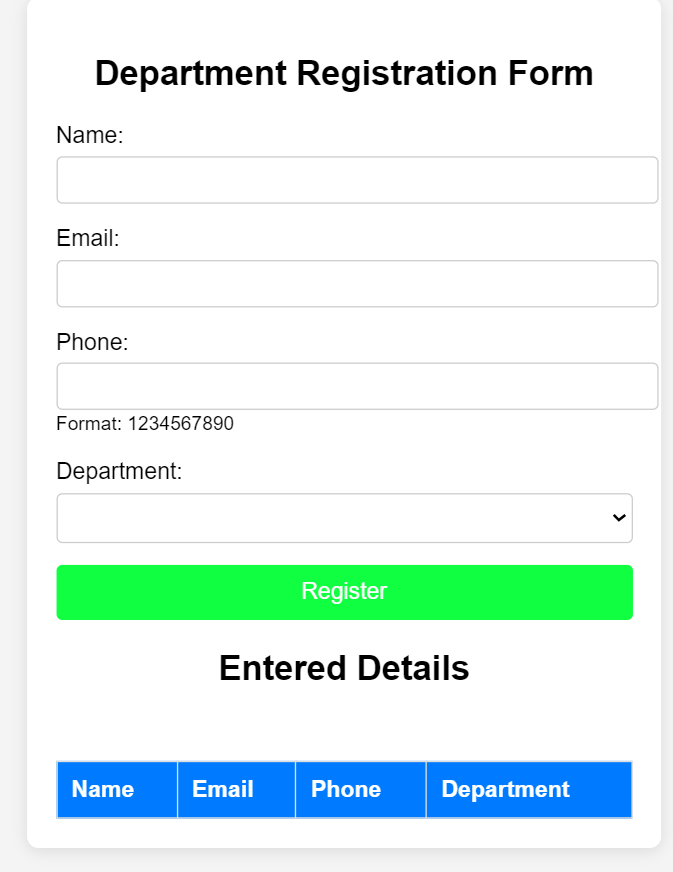 Department Registration Form
Name:
Email:
Phone:
Format: 1234567890
Department:
Register
Entered Details
Name Email Phone Department